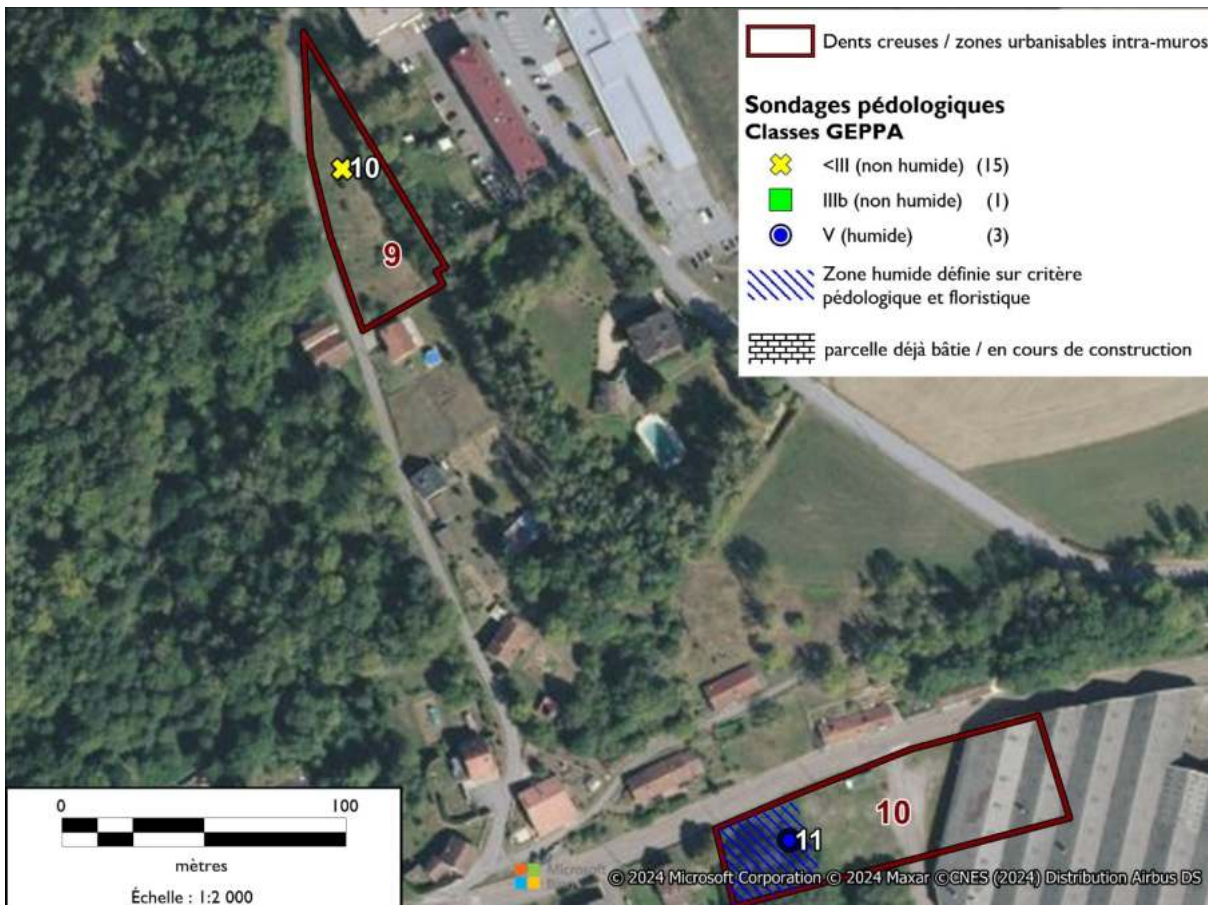 Dents creuses / zones urbanisables intra-muros
Sondages pédologiques
Classes GEPPA
<III (non humide) (15)
IIIb (non humide) (1)
V (humide) (3)
Zone humide définie sur critère
pédologique et floristique
parcelle déjà bâtie / en cours de construction
10
9
10
11
0 100
mètres
Échelle : 1:2 000
Microsoft
© 2024 Microsoft Corporation © 2024 Maxar ©CNES (2024) Distribution Airbus DS